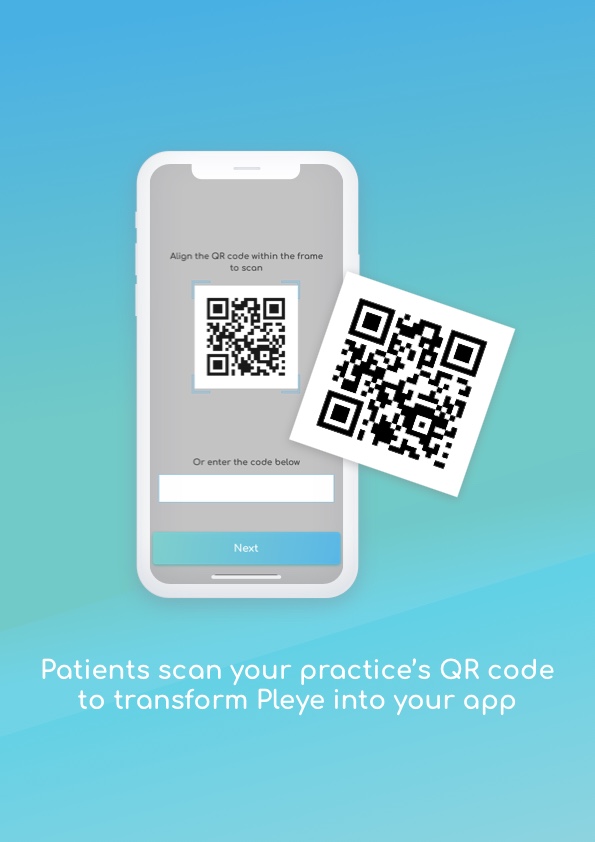 Align the QR code within the frame
to scan
Or enter the code below
Next
Patients scan your practice’s QR code
to transform Pleye into your app